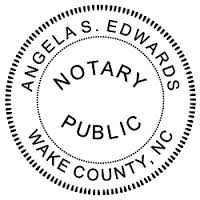 ANGELA S. EDWARDS
NOTARY
PUBLIC
WAKE COUNTY, NC